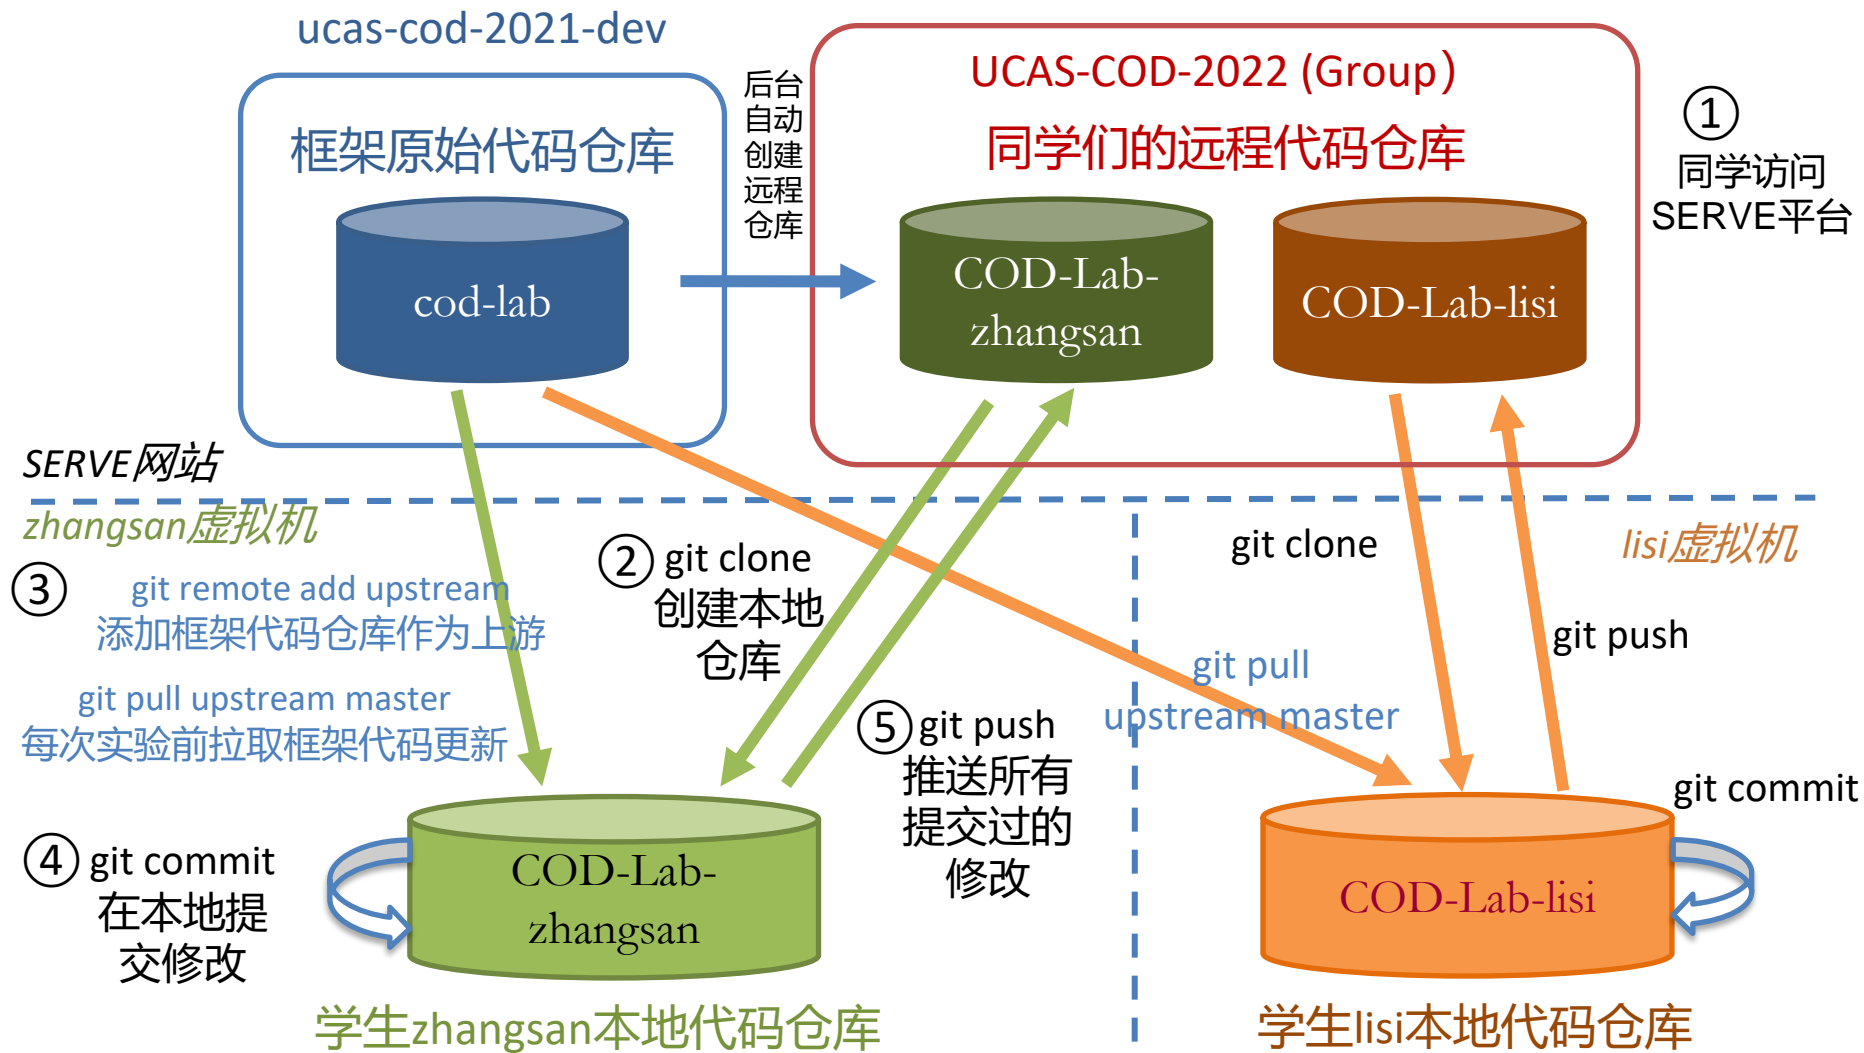 ucas-cod-2021-dev
框架原始代码仓库
cod-lab
后台
自动
创建
远程
仓库
UCAS-COD-2022 (Group）
同学们的远程代码仓库
COD-Lab-
zhangsan
COD-Lab-lisi
①
同学访问
SERVE平台
SERVE网站
zhangsan虚拟机
③
git remote add upstream
添加框架代码仓库作为上游
git pull upstream master
每次实验前拉取框架代码更新
② git clone
创建本地
仓库
⑤ git push
推送所有
提交过的
修改
④ git commit
在本地提
交修改
COD-Lab-
zhangsan
学生zhangsan本地代码仓库
git clone
lisi虚拟机
git push
git pull
upstream master
git commit
COD-Lab-lisi
学生lisi本地代码仓库